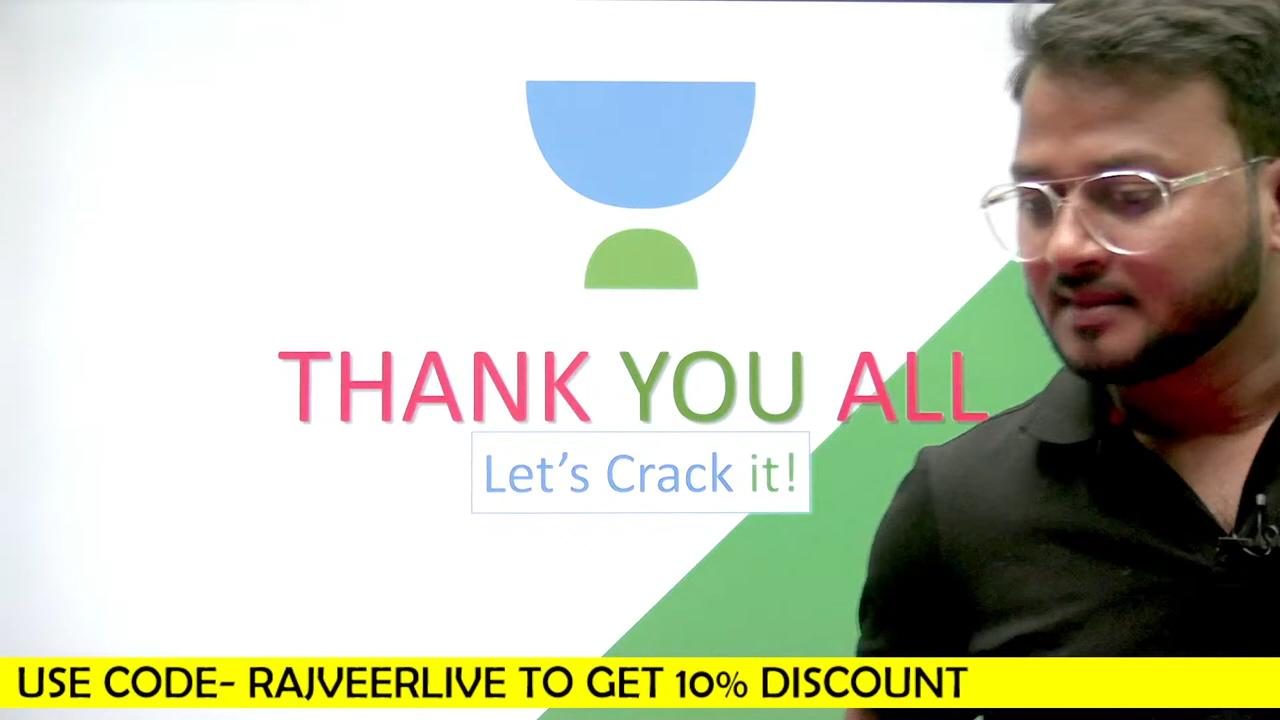 THANK YOU ALL
Let's Crack it!
USE CODE- RAJVEERLIVE TO GET 10% DISCOUNT